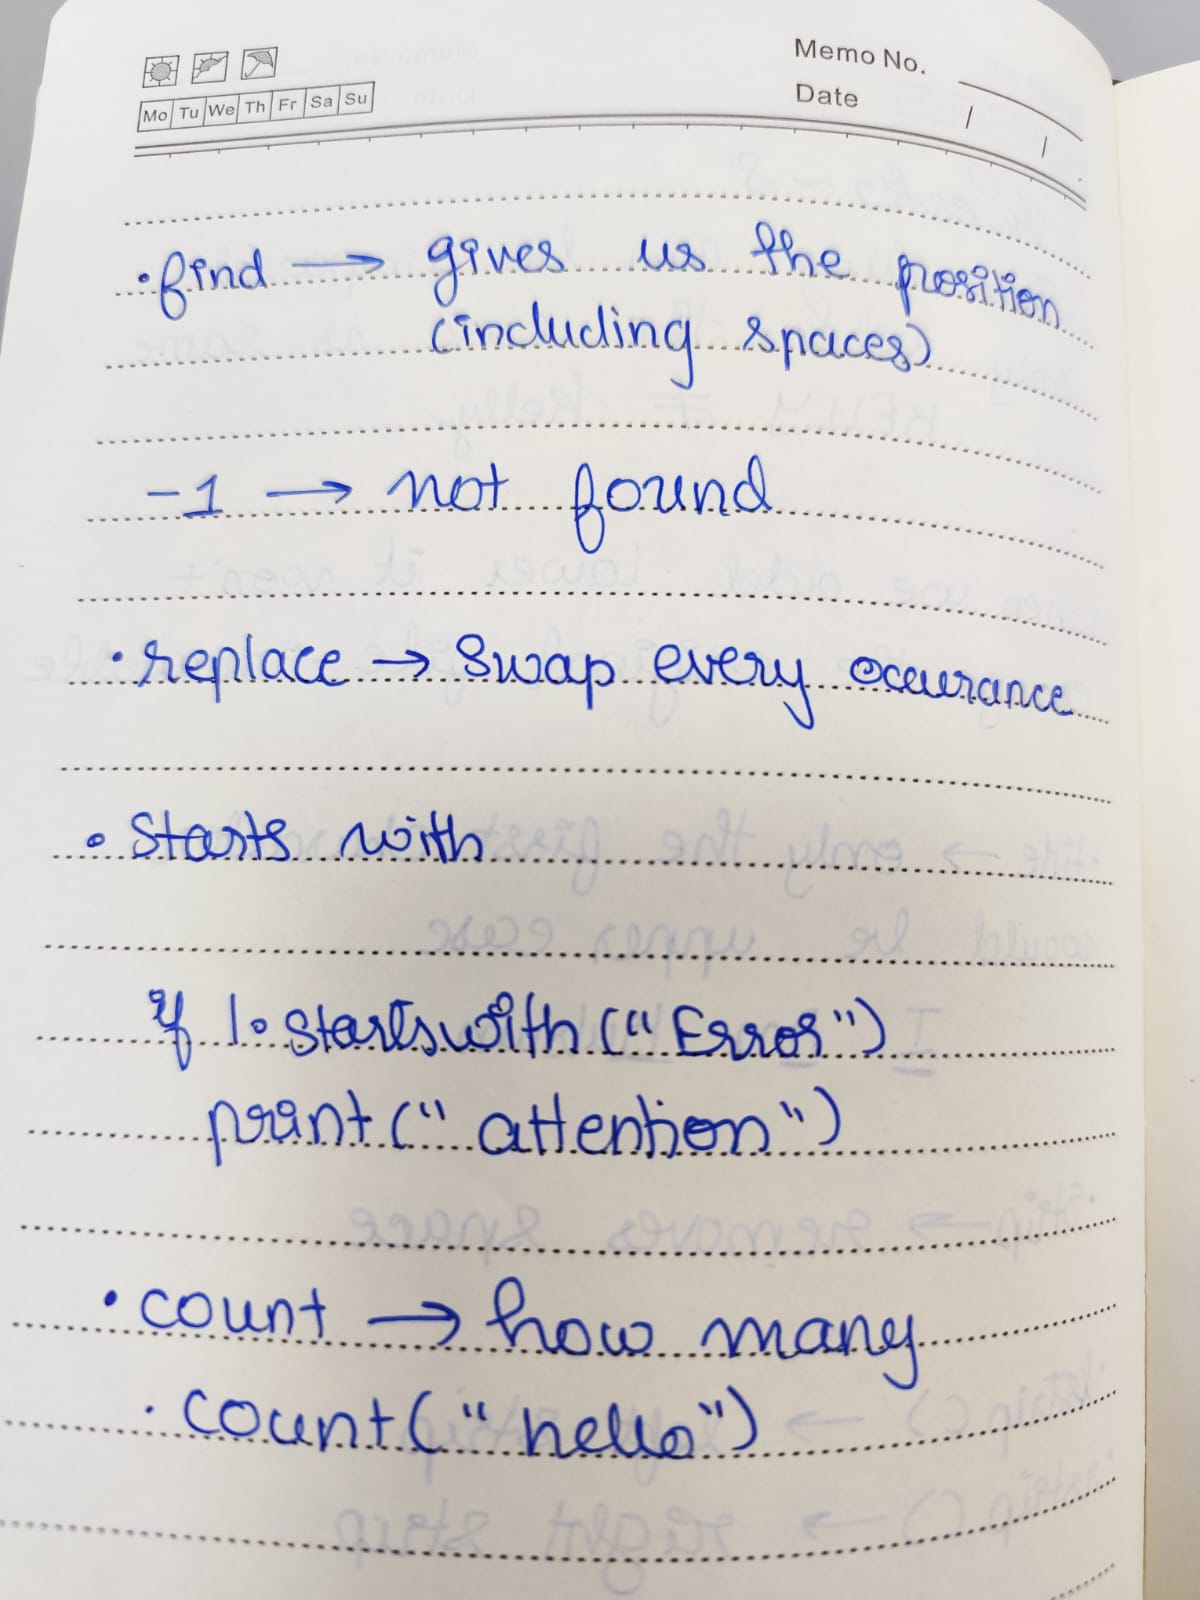 Memo No.
Mo Tu We Th Fr Sa Su
Date / /
• find → gives us the position
(including spaces)
-1 → not found
• replace → swap every occurance
• Starts with
if l.startswith("Error")
print("attention")
• count → how many
.count("hello")